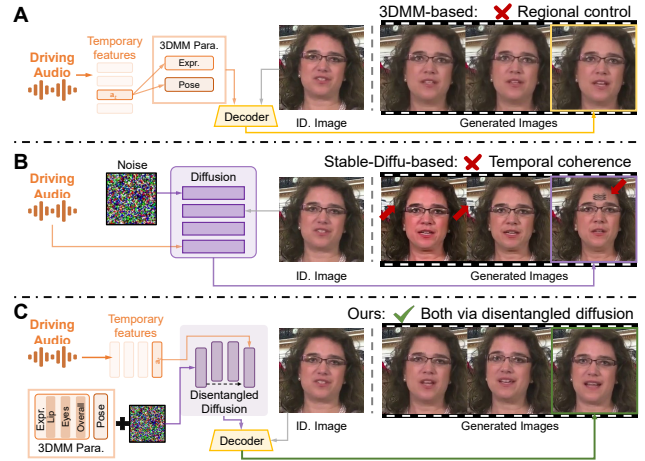 A
3DMM-based: Regional control
Driving
Audio
Temporary
features
3DMM Para.
Expr.
Pose
Decoder
ID. Image
Generated Images
B
Stable-Diffu-based: Temporal coherence
Driving
Audio
Noise
Diffusion
ID. Image
Generated Images
C
Ours: Both via disentangled diffusion
Driving
Audio
Temporary
features
Expr.
Lip
Eyes
Overall
Pose
3DMM Para.
Disentangled
Diffusion
Decoder
ID. Image
Generated Images